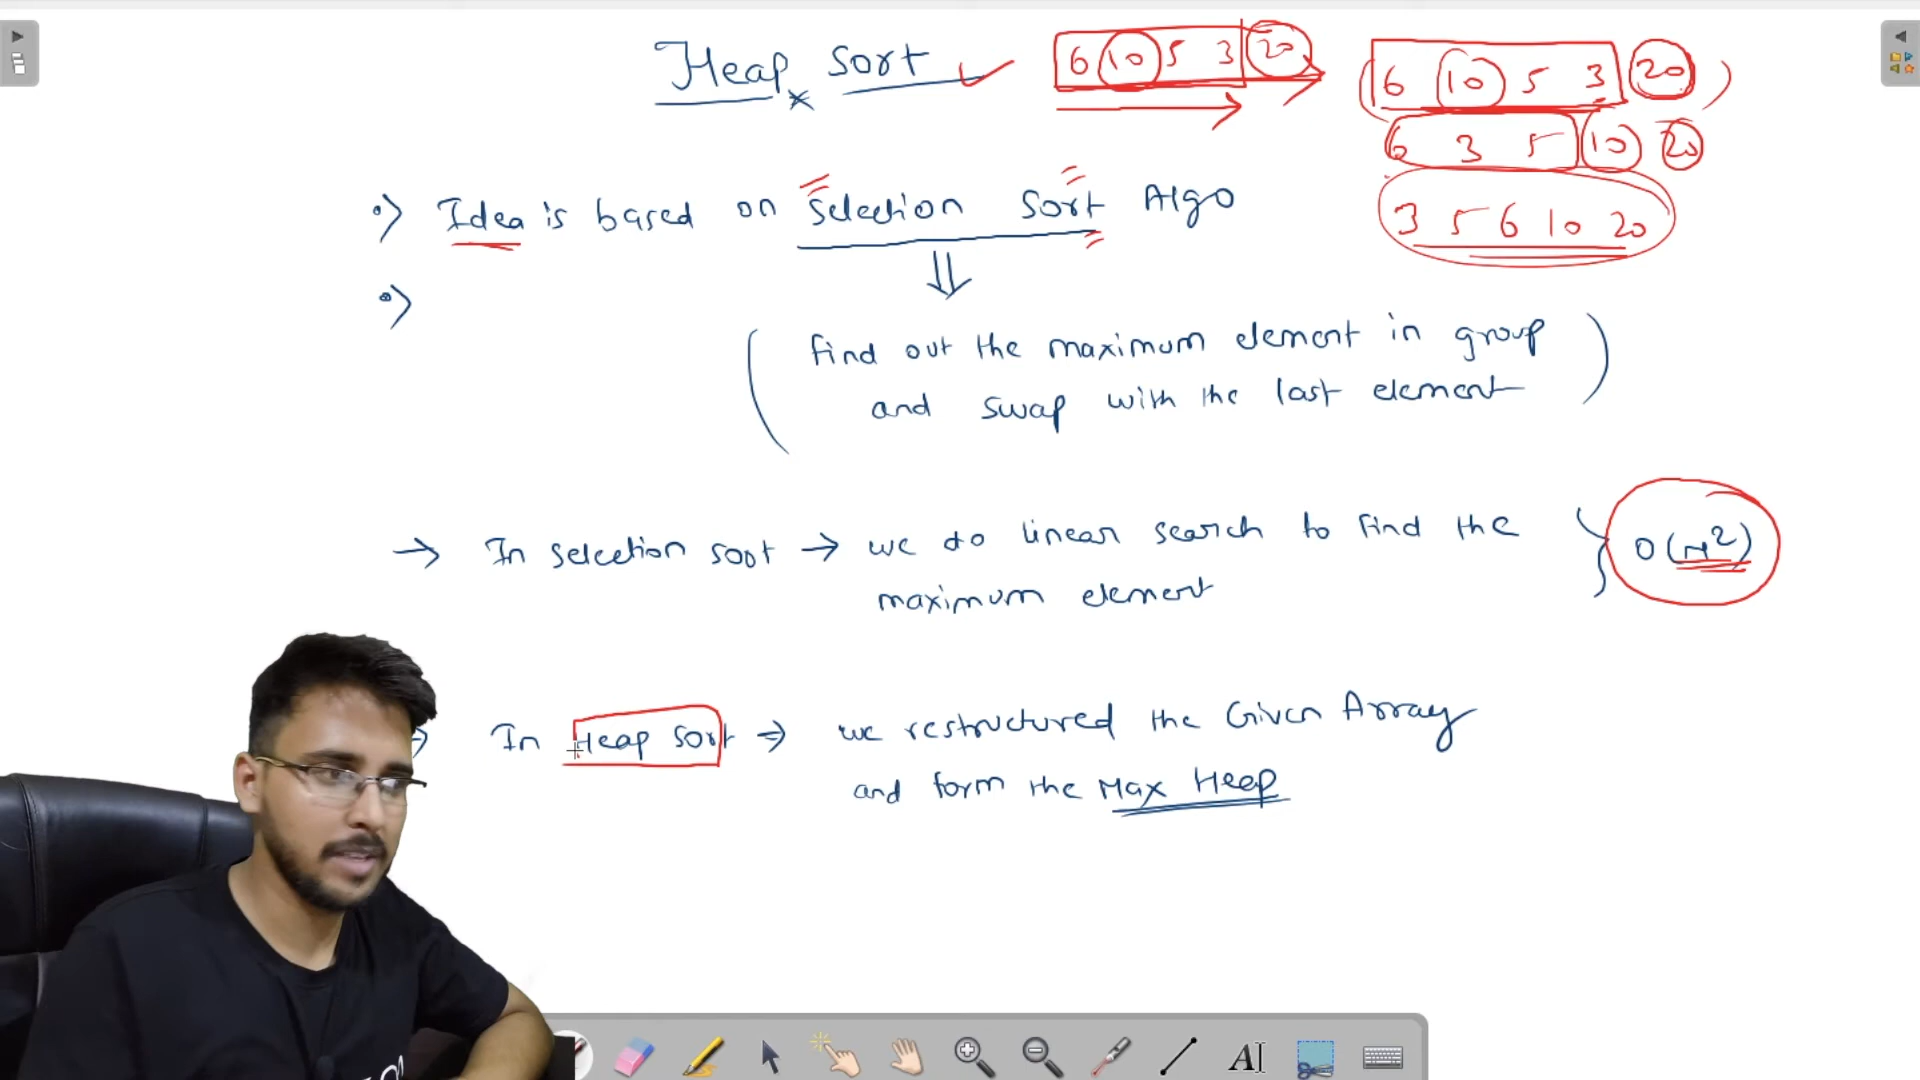 Heap Sort
6 10 5 3 20
6 10 5 3 20
6 3 5 10 20
3 5 6 10 20
Idea is based on Selection Sort Algo
find out the maximum element in group
and swap with the last element
In selection sort → we do linear search to find the
maximum element
O(N²)
In Heap Sort → we restructured the Given Array
and form the Max Heap
AI